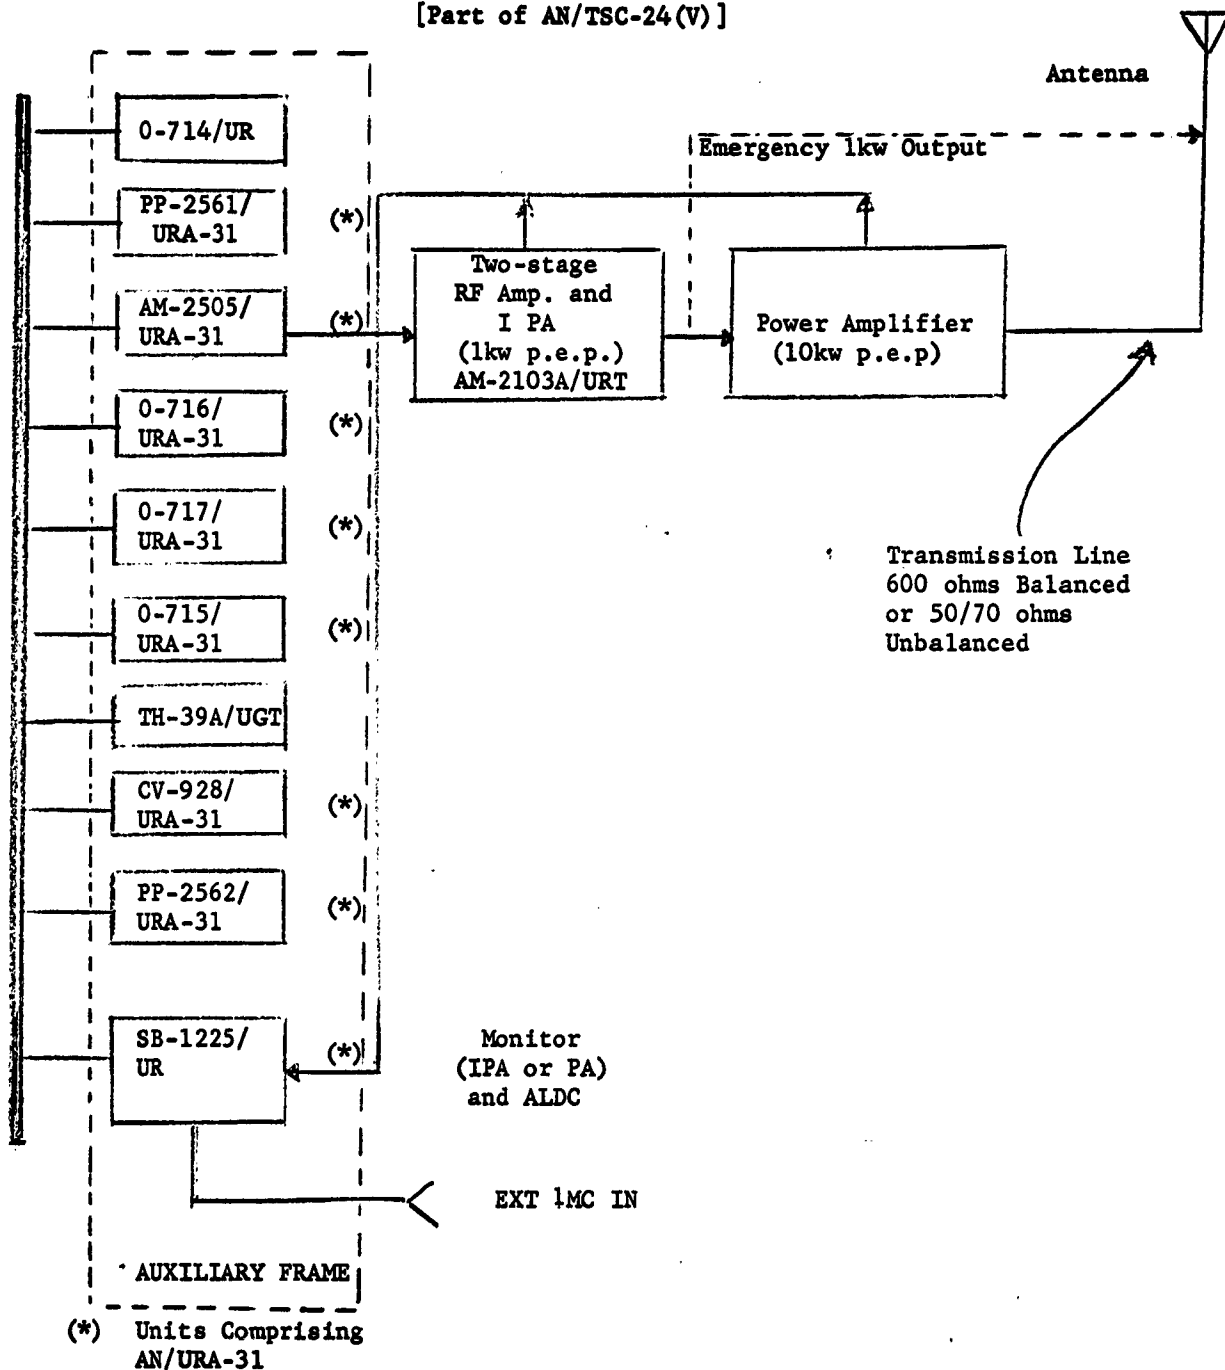 [Part of AN/TSC-24(V)]
Antenna
O-714/UR
Emergency 1kw Output
PP-2561/
URA-31
(*)
AM-2505/
URA-31
(*)
Two-stage
RF Amp. and
I PA
(1kw p.e.p.)
AM-2103A/URT
Power Amplifier
(10kw p.e.p)
O-716/
URA-31
(*)
O-717/
URA-31
(*)
Transmission Line
600 ohms Balanced
or 50/70 ohms
Unbalanced
O-715/
URA-31
(*)
TH-39A/UGT
CV-928/
URA-31
(*)
PP-2562/
URA-31
(*)
SB-1225/
UR
(*)
Monitor
(IPA or PA)
and ALDC
EXT 1MC IN
AUXILIARY FRAME
(*) Units Comprising
AN/URA-31